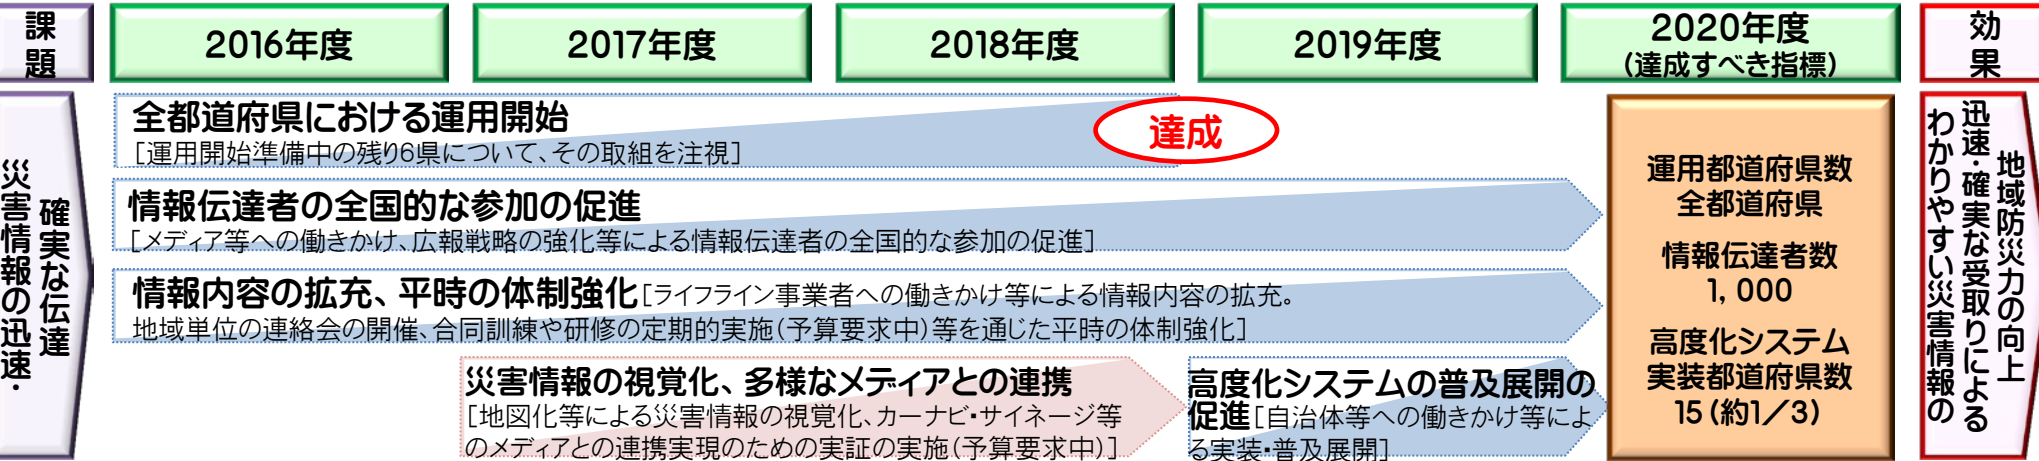 課題
2016年度
2017年度
2018年度
2019年度
2020年度
(達成すべき指標)
効果
災害情報の迅速・
確実な伝達
全都道府県における運用開始
[運用開始準備中の残り6県について、その取組を注視]
達成
情報伝達者の全国的な参加の促進
[メディア等への働きかけ、広報戦略の強化等による情報伝達者の全国的な参加の促進]
情報内容の拡充、平時の体制強化[ライフライン事業者への働きかけ等による情報内容の拡充。
地域単位の連絡会の開催、合同訓練や研修の定期的実施(予算要求中)等を通じた平時の体制強化]
災害情報の視覚化、多様なメディアとの連携
[地図化等による災害情報の視覚化、カーナビ・サイネージ等
のメディアとの連携実現のための実証の実施(予算要求中)]
高度化システムの普及展開の
促進[自治体等への働きかけ等によ
る実装・普及展開]
運用都道府県数
全都道府県
情報伝達者数
1,000
高度化システム
実装都道府県数
15(約1/3)
わかりやすい災害情報の
迅速・確実な受取りによる
地域防災力の向上